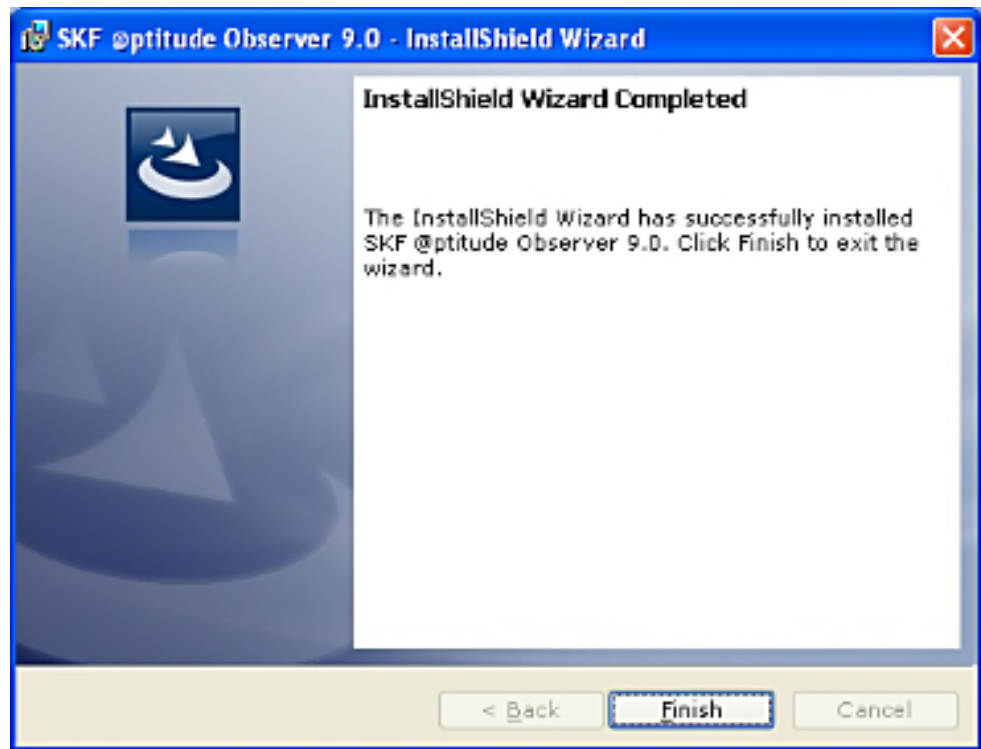 SKF @ptitude Observer 9.0 - InstallShield Wizard
InstallShield Wizard Completed
The InstallShield Wizard has successfully installed
SKF @ptitude Observer 9.0. Click Finish to exit the
wizard.
< Back
Finish
Cancel